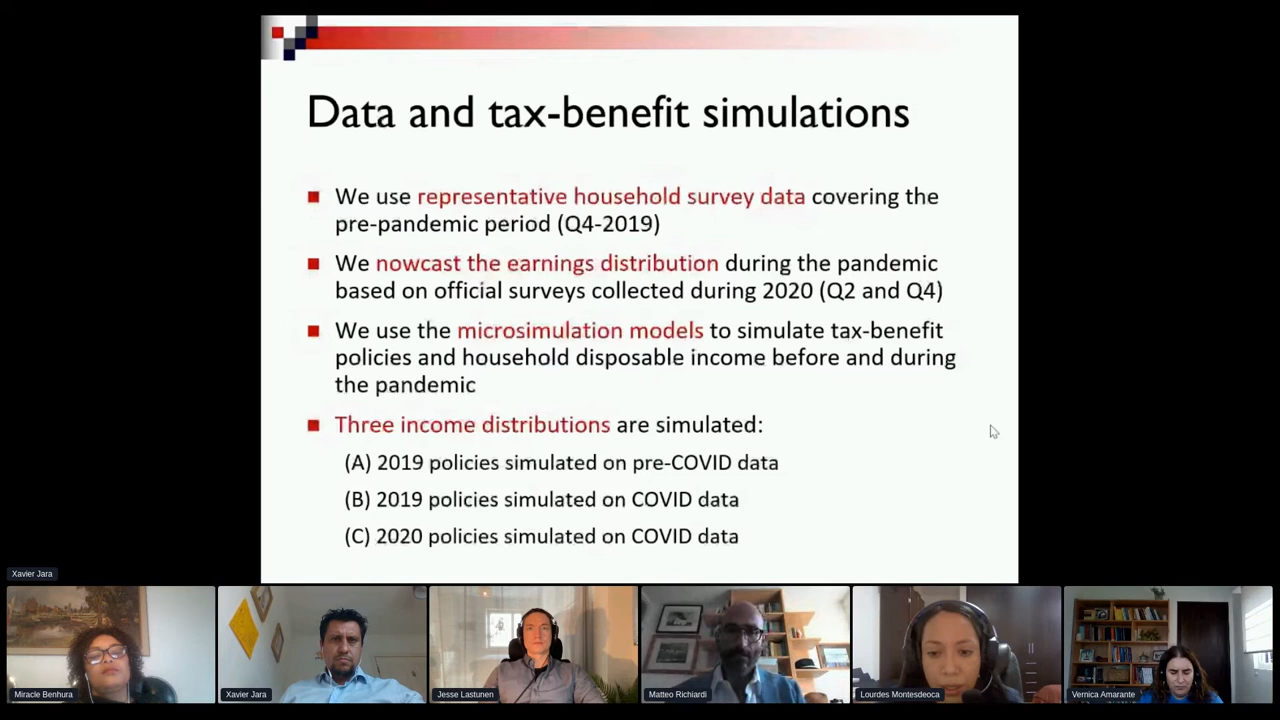 Data and tax-benefit simulations
We use representative household survey data covering the
pre-pandemic period (Q4-2019)
We nowcast the earnings distribution during the pandemic
based on official surveys collected during 2020 (Q2 and Q4)
We use the microsimulation models to simulate tax-benefit
policies and household disposable income before and during
the pandemic
Three income distributions are simulated:
(A) 2019 policies simulated on pre-COVID data
(B) 2019 policies simulated on COVID data
(C) 2020 policies simulated on COVID data
Xavier Jara
Miracle Benhura
Xavier Jara
Jesse Lastunen
Matteo Richiardi
Lourdes Montesdeoca
Vernica Amarante